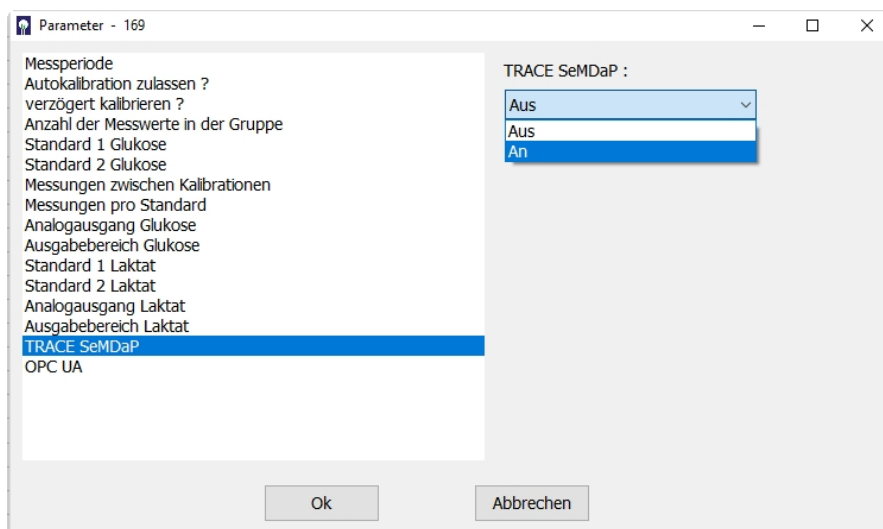 Parameter - 169
Messperiode
Autokalibration zulassen ?
verzögert kalibrieren ?
Anzahl der Messwerte in der Gruppe
Standard 1 Glukose
Standard 2 Glukose
Messungen zwischen Kalibrationen
Messungen pro Standard
Analogausgang Glukose
Ausgabebereich Glukose
Standard 1 Laktat
Standard 2 Laktat
Analogausgang Laktat
Ausgabebereich Laktat
TRACE SeMDaP
OPC UA
TRACE SeMDaP :
Aus
Aus
An
Ok
Abbrechen